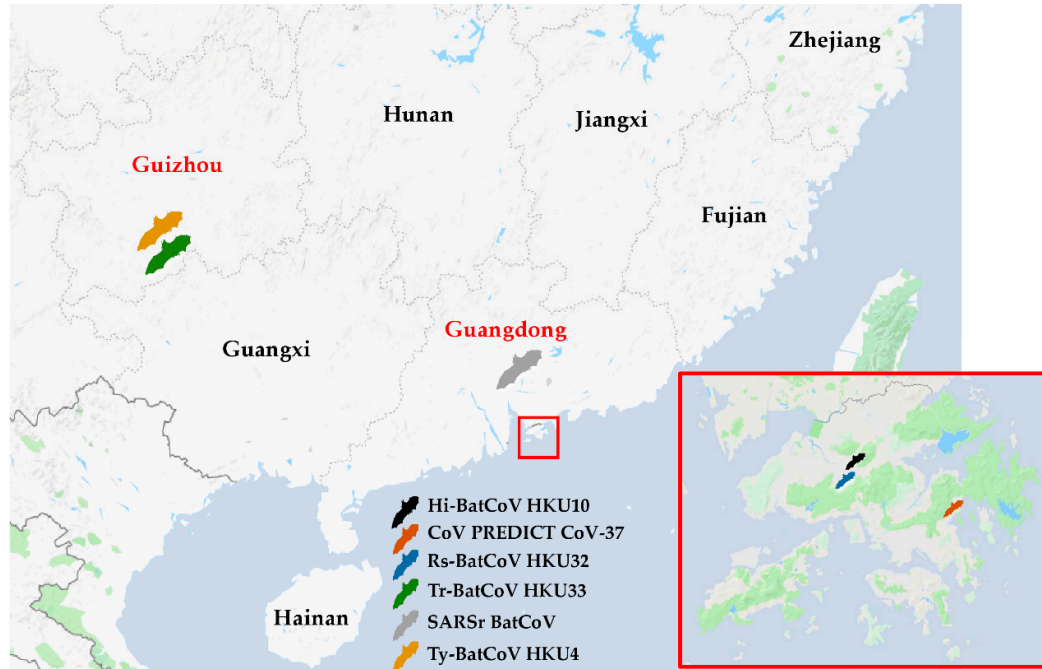 Zhejiang
Hunan
Jiangxi
Guizhou
Fujian
Guangdong
Guangxi
Hainan
Hi-BatCoV HKU10
CoV PREDICT CoV-37
Rs-BatCoV HKU32
Tr-BatCoV HKU33
SARSr BatCoV
Ty-BatCoV HKU4